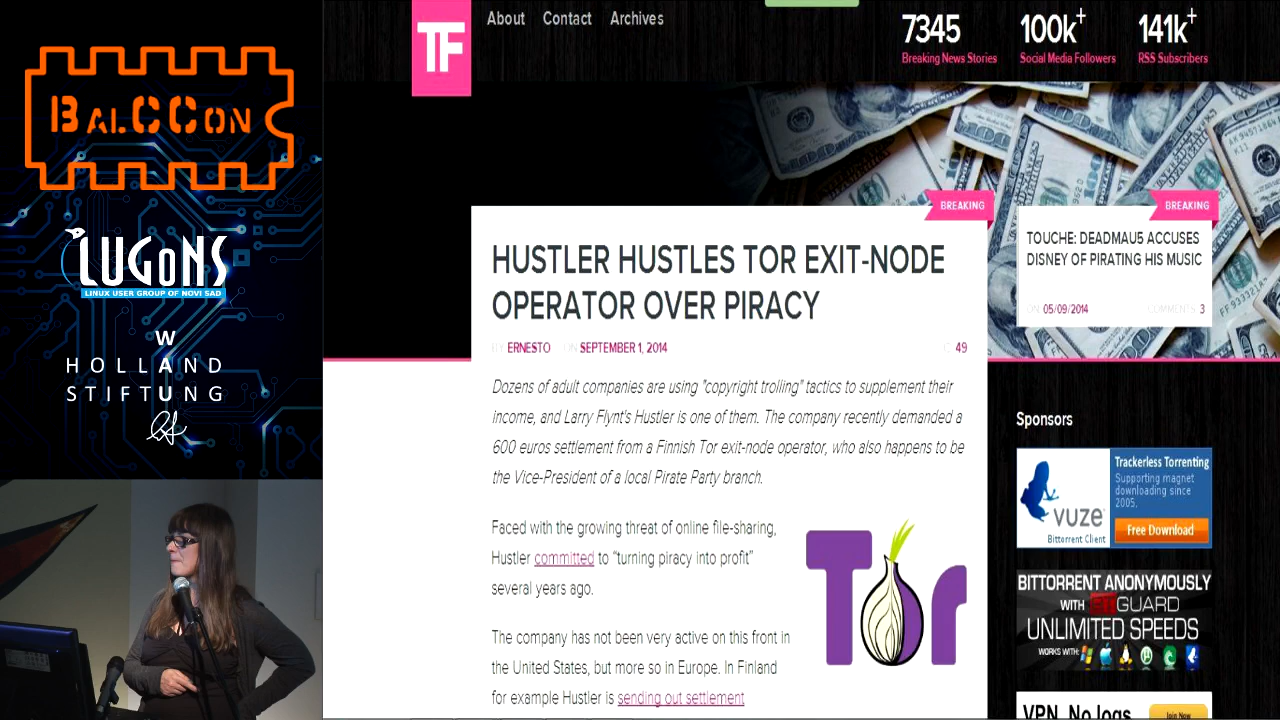 BALCCON
LUGoNS
LINUX USER GROUP OF NOVI SAD
WAU
HOLLAND
STIFTUNG
TF
About Contact Archives
7345
Breaking News Stories
100k+
Social Media Followers
141k+
RSS Subscribers
BREAKING
HUSTLER HUSTLES TOR EXIT-NODE
OPERATOR OVER PIRACY
BY ERNESTO ON SEPTEMBER 1, 2014
C: 49
Dozens of adult companies are using "copyright trolling" tactics to supplement their
income, and Larry Flynt's Hustler is one of them. The company recently demanded a
600 euros settlement from a Finnish Tor exit-node operator, who also happens to be
the Vice-President of a local Pirate Party branch.
Faced with the growing threat of online file-sharing,
Hustler committed to “turning piracy into profit”
several years ago.
The company has not been very active on this front in
the United States, but more so in Europe. In Finland
for example Hustler is sending out settlement
Tor
BREAKING
TOUCHE: DEADMAU5 ACCUSES
DISNEY OF PIRATING HIS MUSIC
ON 05/09/2014 COMMENTS 3
Sponsors
VUZE
Bittorrent Client
Trackerless Torrenting
Supporting magnet
downloading since
2005.
Free Download
BITTORRENT ANONYMOUSLY
WITH BTGUARD
UNLIMITED SPEEDS
WORKS WITH:
VPN. No logs
Join Now